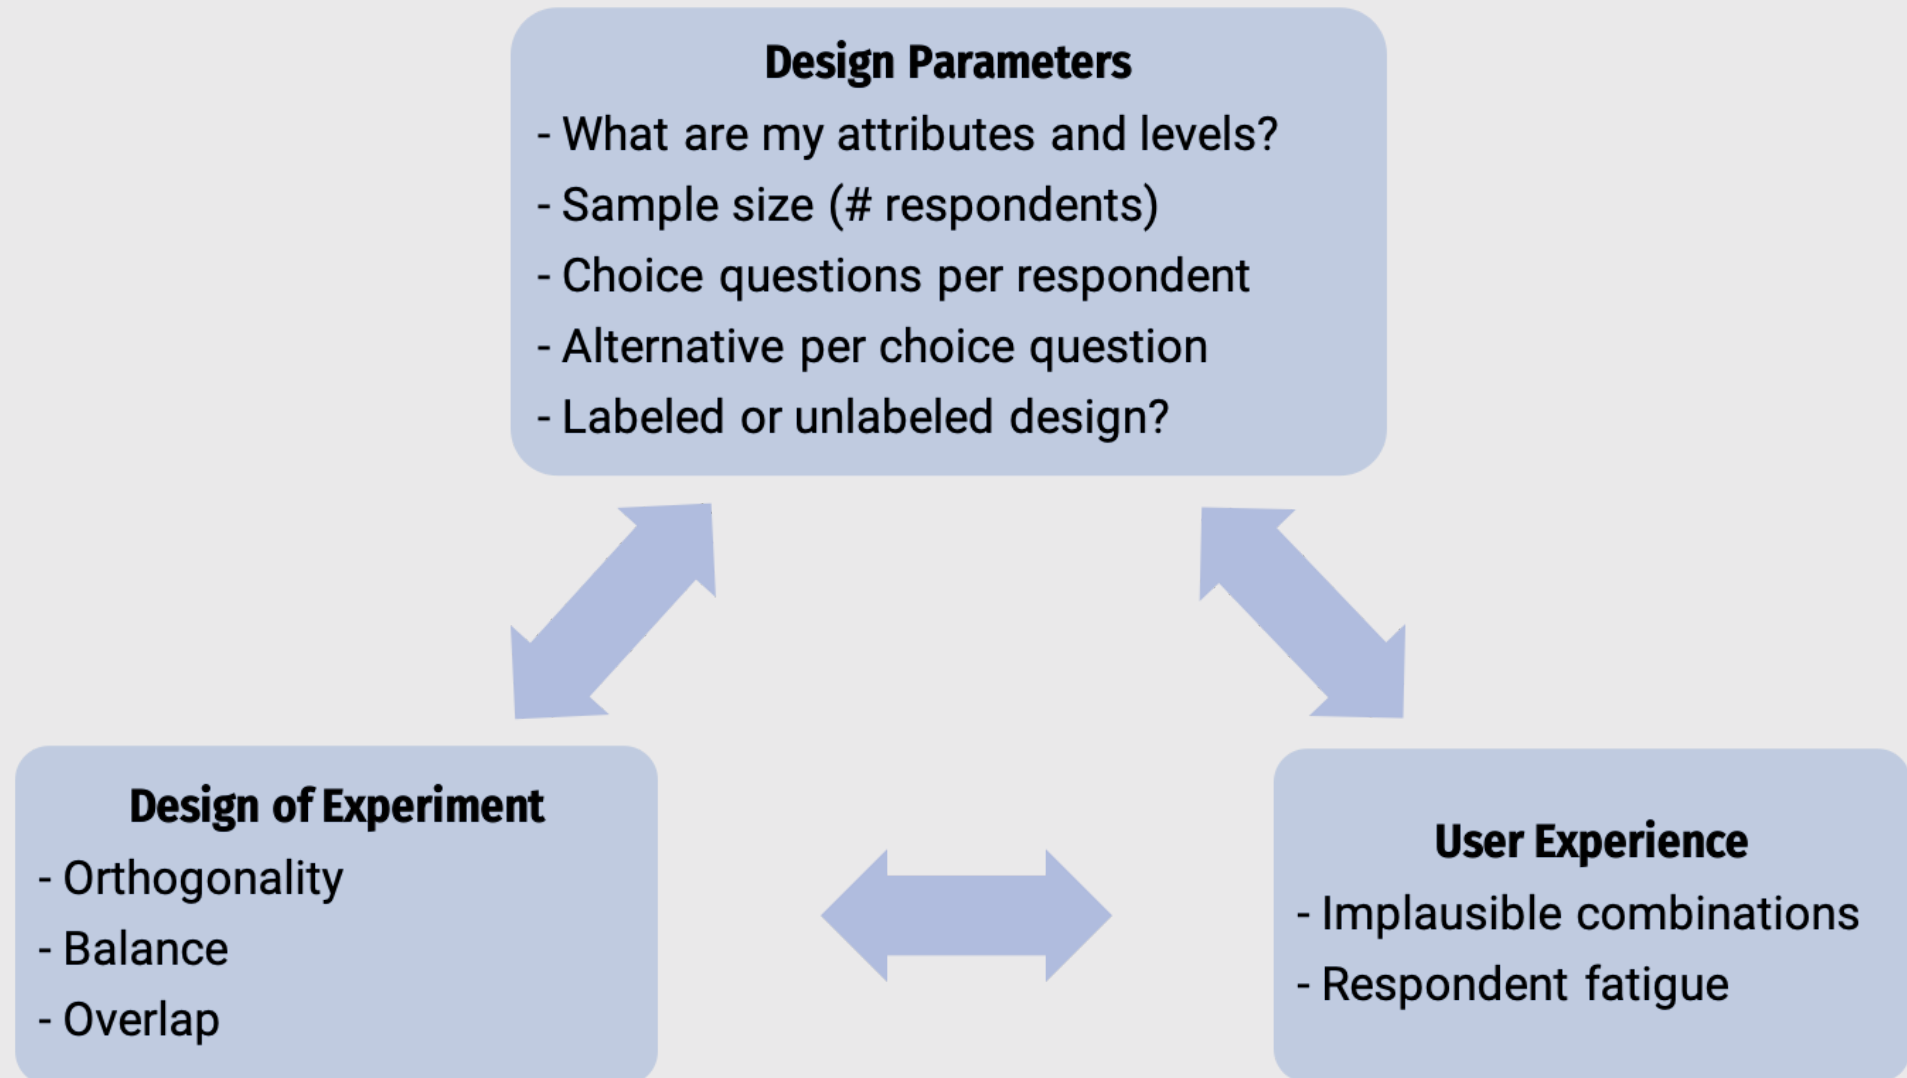 Design Parameters
- What are my attributes and levels?
- Sample size (# respondents)
- Choice questions per respondent
- Alternative per choice question
- Labeled or unlabeled design?
Design of Experiment
- Orthogonality
- Balance
- Overlap
User Experience
- Implausible combinations
- Respondent fatigue